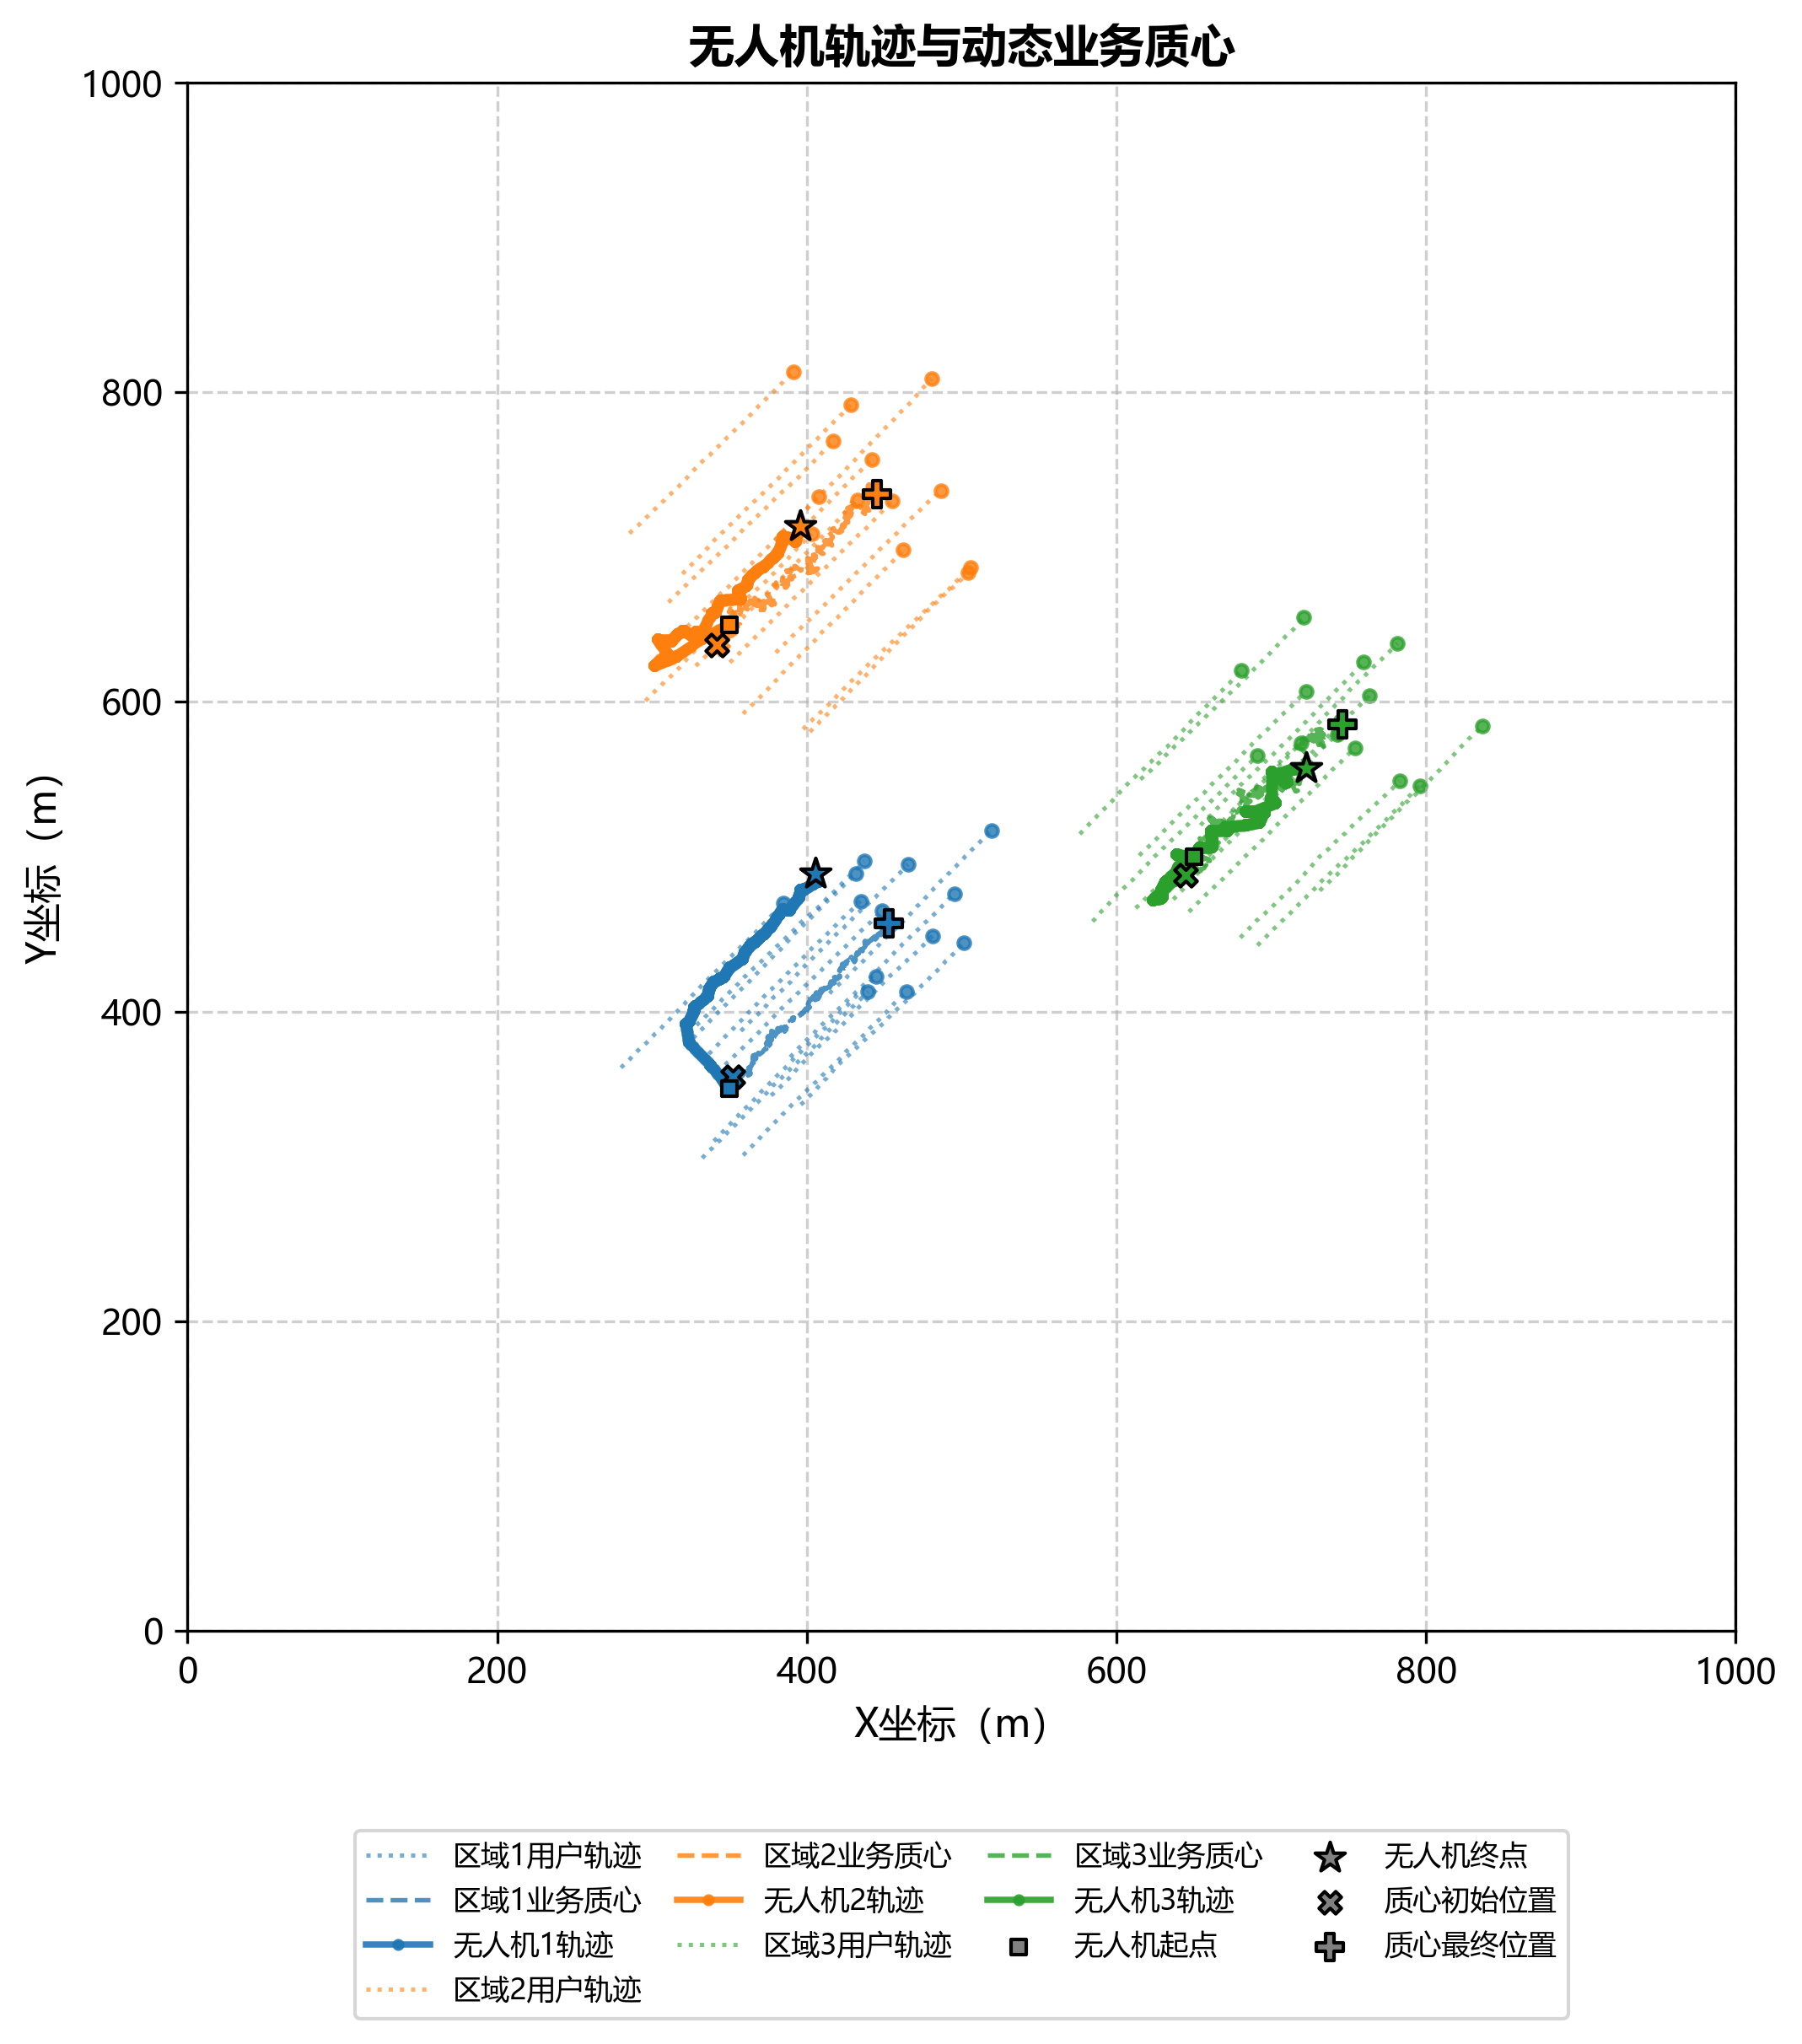 无人机轨迹与动态业务质心
1000
800
600
400
200
0
Y坐标（m）
0 200 400 600 800 1000
X坐标（m）
区域1用户轨迹 区域2业务质心 区域3业务质心 无人机终点
区域1业务质心 无人机2轨迹 无人机3轨迹 质心初始位置
无人机1轨迹 区域3用户轨迹 无人机起点 质心最终位置
区域2用户轨迹